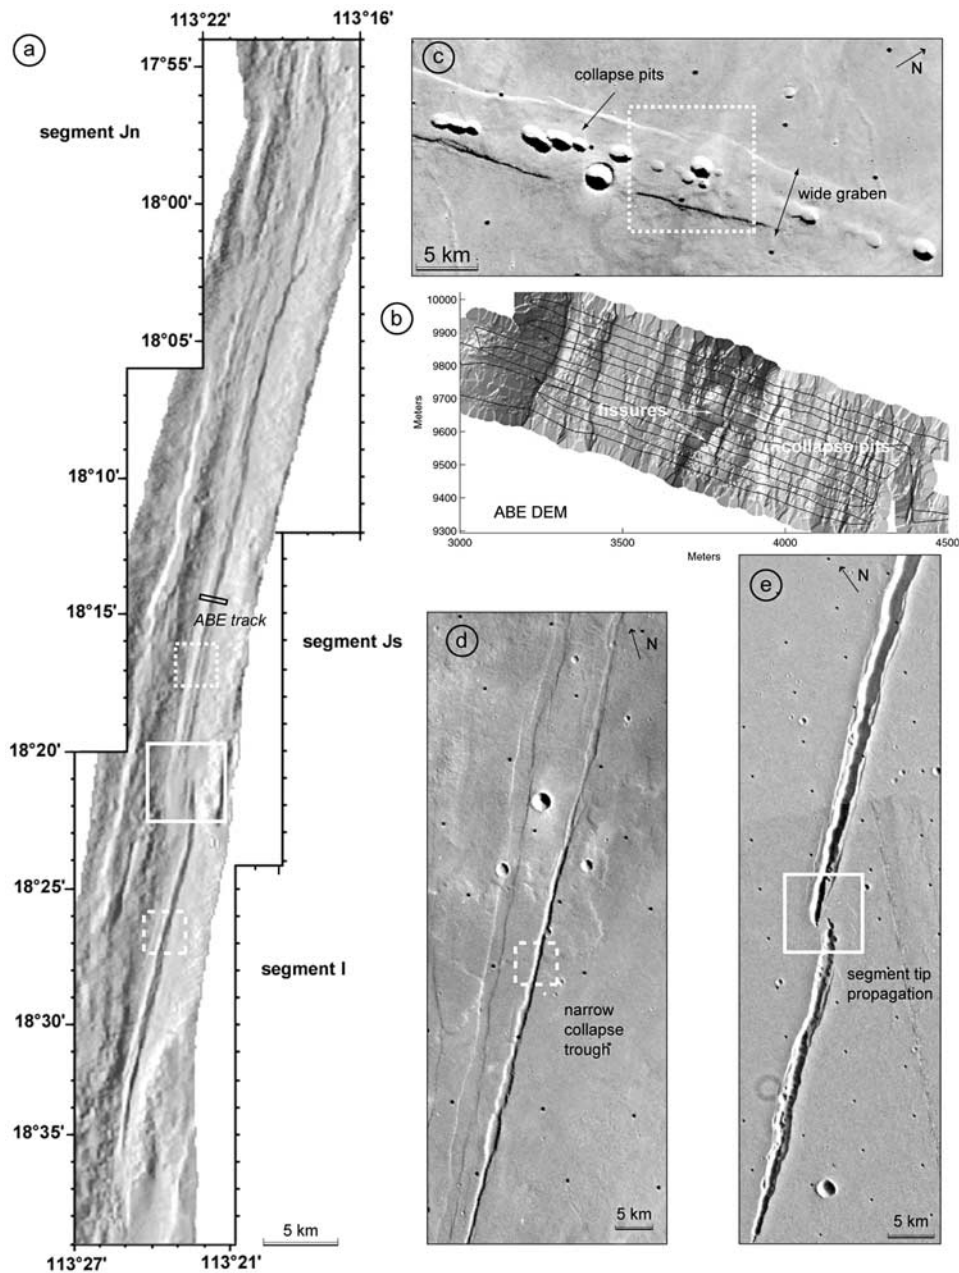 113°22' 113°16'
a
17°55'
segment Jn
18°00'
18°05'
18°10'
18°15'
ABE track
segment Js
18°20'
18°25'
segment I
18°30'
18°35'
5 km
113°27' 113°21'
c
collapse pits
N
wide graben
5 km
b
10000
9900
9800
9700
9600
9500
9400
9300
Meters
fissures
collapse pits
ABE DEM
3000 3500 4000 4500
Meters
d
N
narrow
collapse
trough
5 km
e
N
segment tip
propagation
5 km